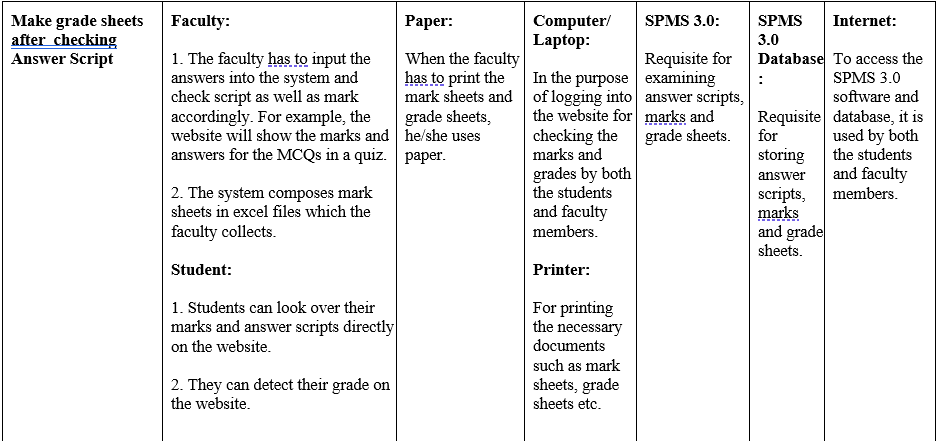 Make grade sheets
after  checking
Answer Script
Faculty:
1. The faculty has to input the
answers into the system and
check script as well as mark
accordingly. For example, the
website will show the marks and
answers for the MCQs in a quiz.
2. The system composes mark
sheets in excel files which the
faculty collects.
Student:
1. Students can look over their
marks and answer scripts directly
on the website.
2. They can detect their grade on
the website.
Paper:
When the faculty
has to print the
mark sheets and
grade sheets,
he/she uses
paper.
Computer/
Laptop:
In the purpose
of logging into
the website for
checking the
marks and
grades by both
the students
and faculty
members.
Printer:
For printing
the necessary
documents
such as mark
sheets, grade
sheets etc.
SPMS 3.0:
Requisite for
examining
answer scripts,
marks and
grade sheets.
SPMS
3.0
Database
:
Requisite
for
storing
answer
scripts,
marks
and grade
sheets.
Internet:
To access the
SPMS 3.0
software and
database, it is
used by both
the students
and faculty
members.